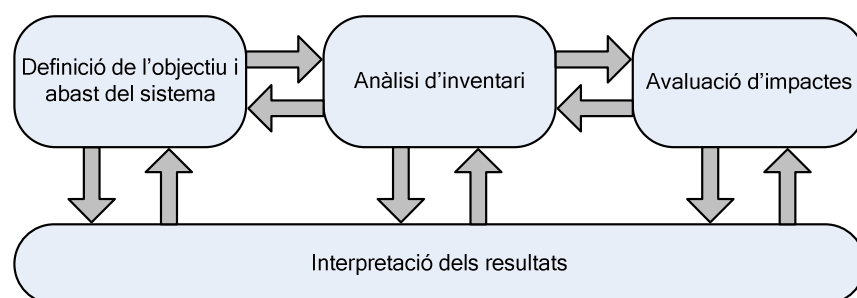 Definició de l’objectiu i
abast del sistema
Anàlisi d’inventari
Avaluació d’impactes
Interpretació dels resultats